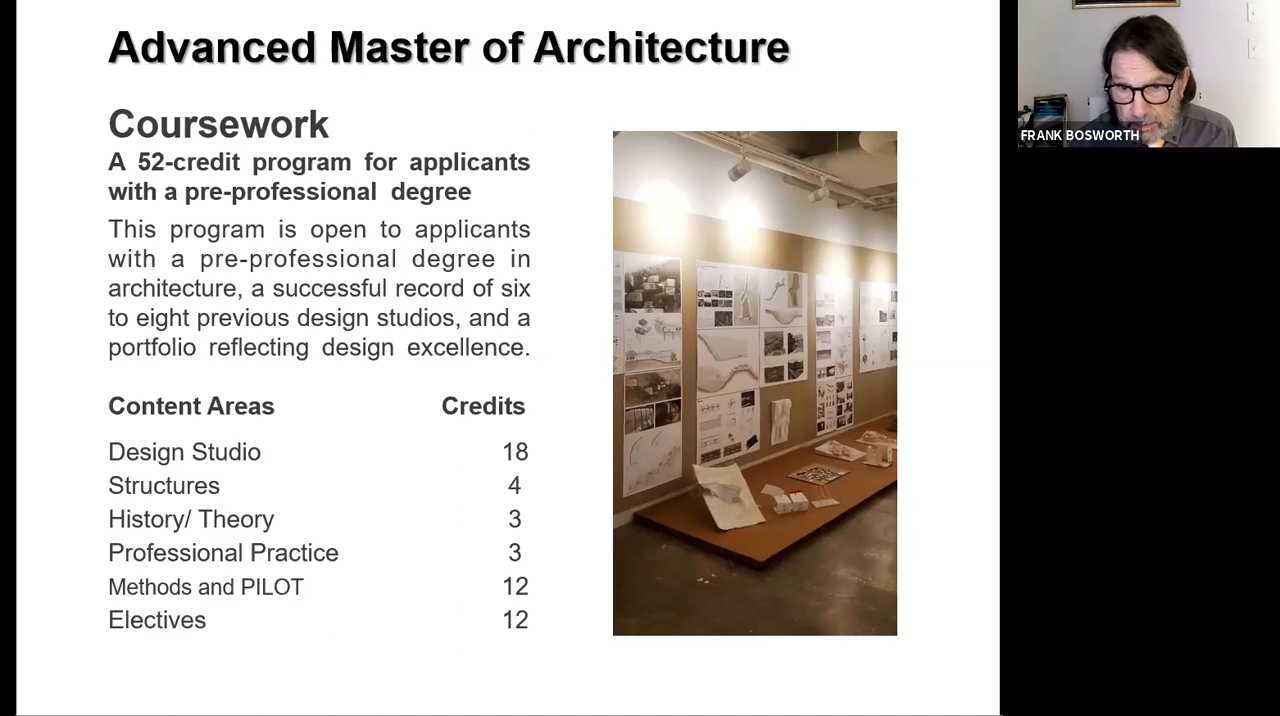 Advanced Master of Architecture
Coursework
A 52-credit program for applicants
with a pre-professional degree
This program is open to applicants
with a pre-professional degree in
architecture, a successful record of six
to eight previous design studios, and a
portfolio reflecting design excellence.
Content Areas Credits
Design Studio 18
Structures 4
History/ Theory 3
Professional Practice 3
Methods and PILOT 12
Electives 12
FRANK BOSWORTH